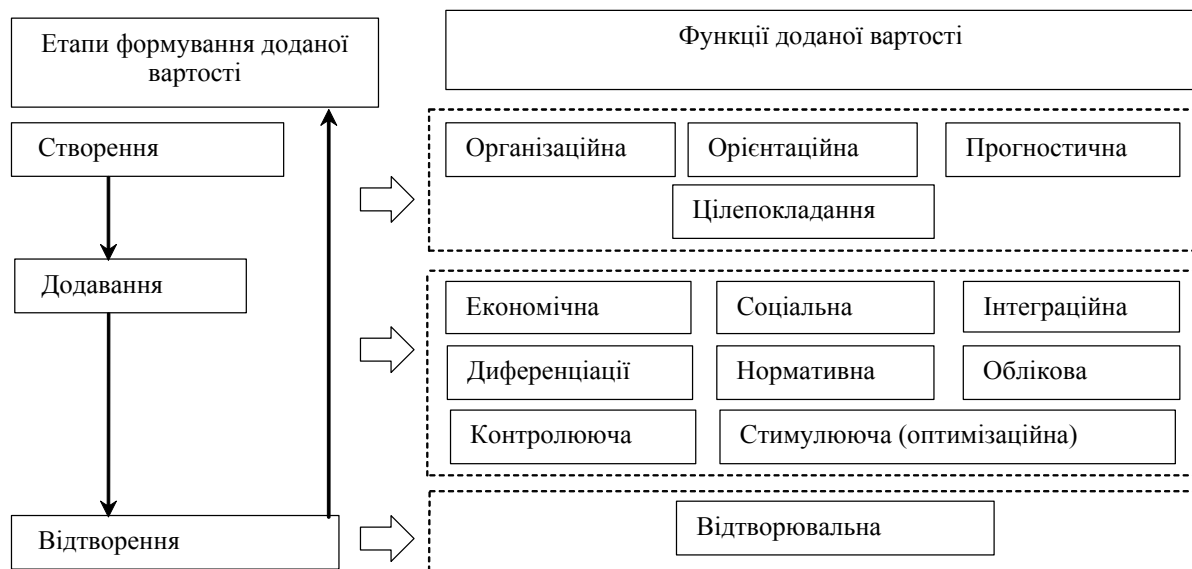 Етапи формування доданої
вартості
Функції доданої вартості
Створення
Організаційна
Орієнтаційна
Прогностична
Цілепокладання
Додавання
Економічна
Соціальна
Інтеграційна
Диференціації
Нормативна
Облікова
Контролююча
Стимулююча (оптимізаційна)
Відтворення
Відтворювальна